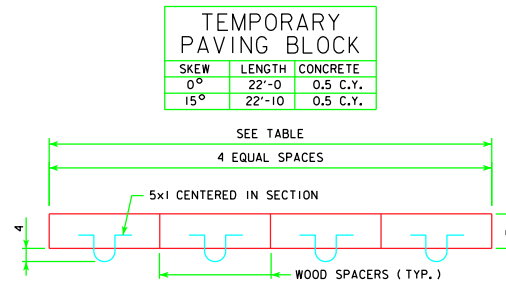 TEMPORARY
PAVING BLOCK
SKEW LENGTH CONCRETE
0° 22'-0 0.5 C.Y.
15° 22'-10 0.5 C.Y.
SEE TABLE
4 EQUAL SPACES
5x1 CENTERED IN SECTION
4
WOOD SPACERS (TYP.)